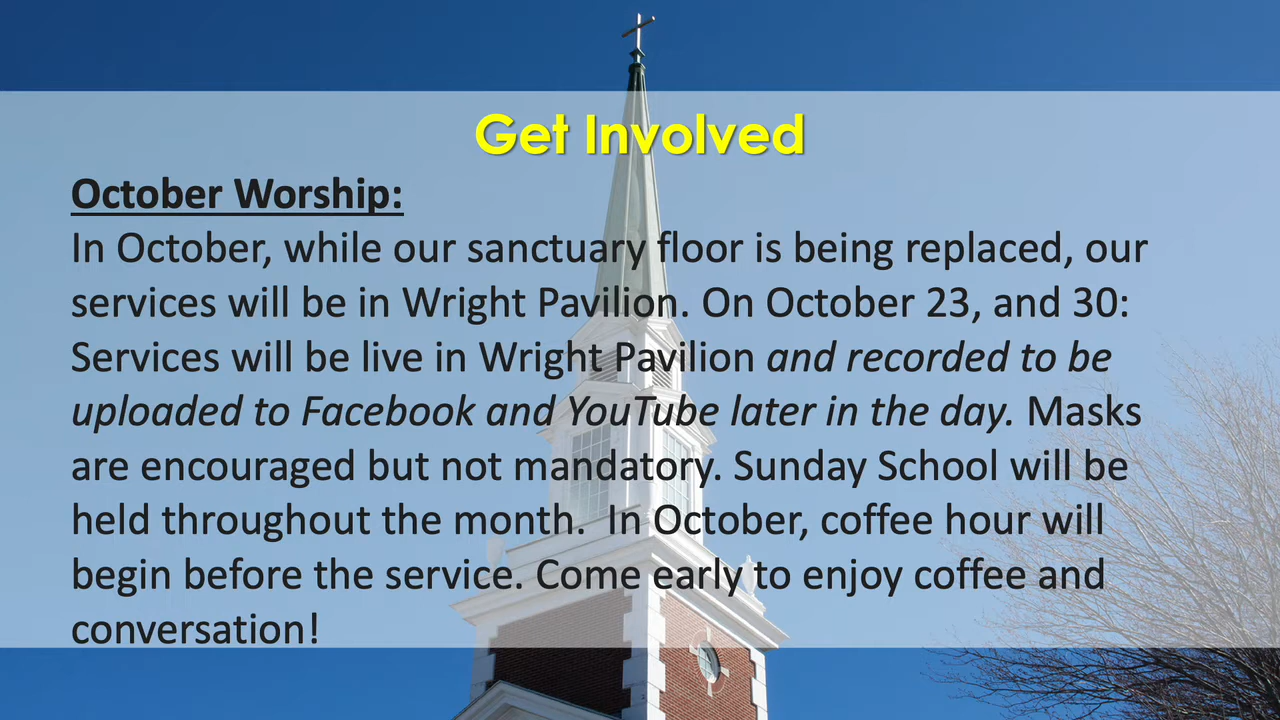 Get Involved
October Worship:
In October, while our sanctuary floor is being replaced, our
services will be in Wright Pavilion. On October 23, and 30:
Services will be live in Wright Pavilion and recorded to be
uploaded to Facebook and YouTube later in the day. Masks
are encouraged but not mandatory. Sunday School will be
held throughout the month.  In October, coffee hour will
begin before the service. Come early to enjoy coffee and
conversation!